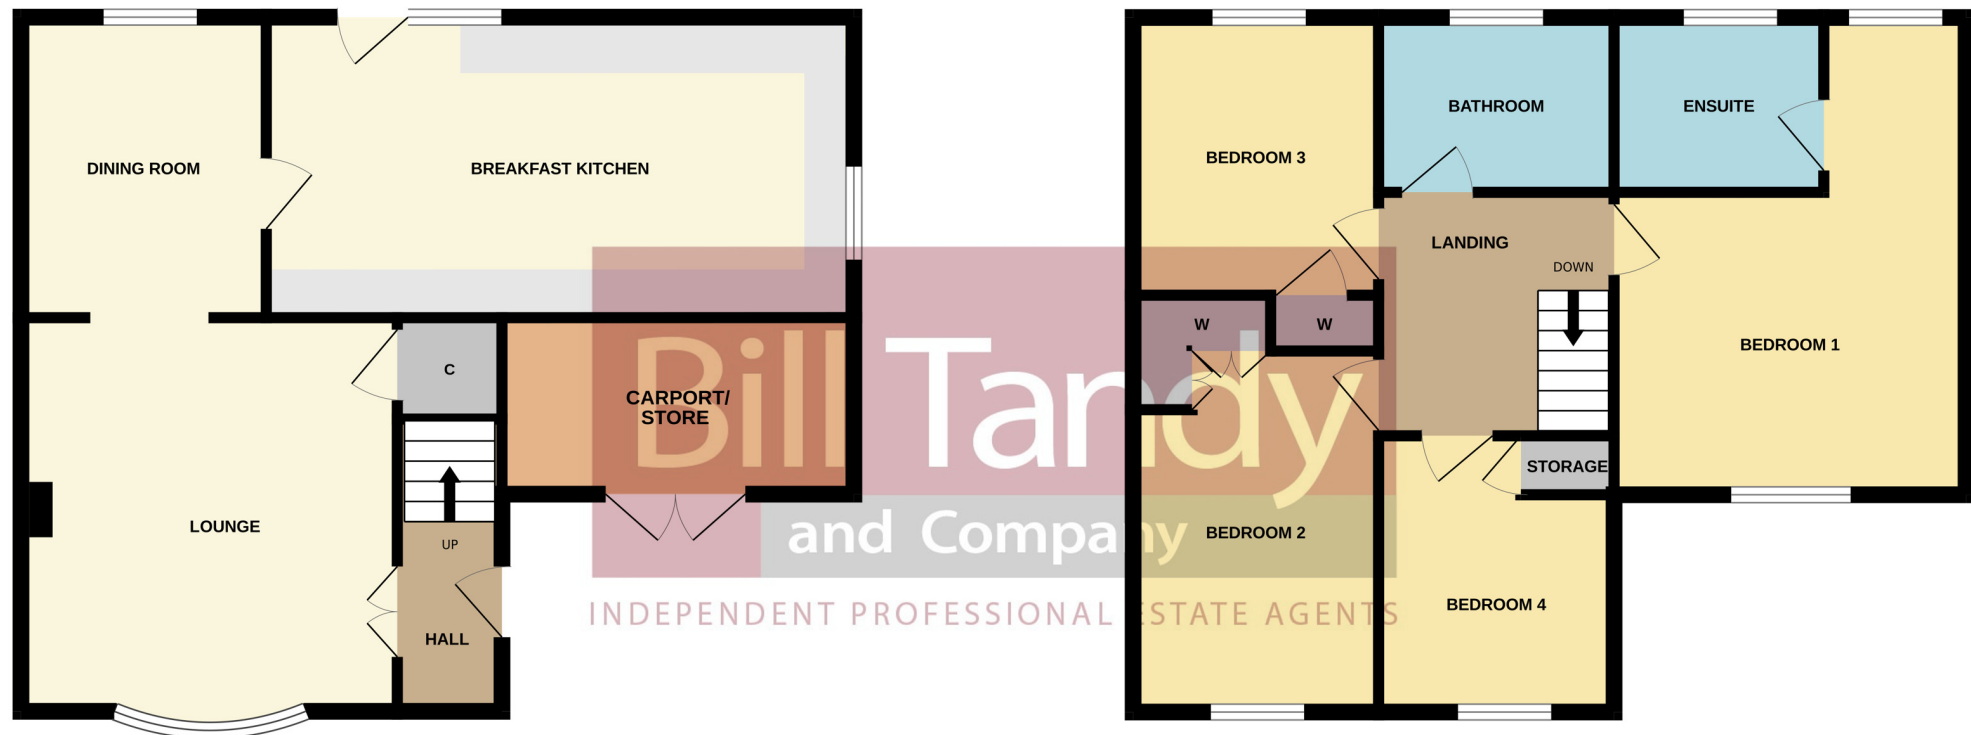 DINING ROOM
BREAKFAST KITCHEN
C
CARPORT/
STORE
LOUNGE
UP
HALL
BEDROOM 3
BATHROOM
ENSUITE
LANDING
DOWN
W
W
BEDROOM 1
STORAGE
BEDROOM 2
BEDROOM 4
Bill Tandy
and Company
INDEPENDENT PROFESSIONAL ESTATE AGENTS